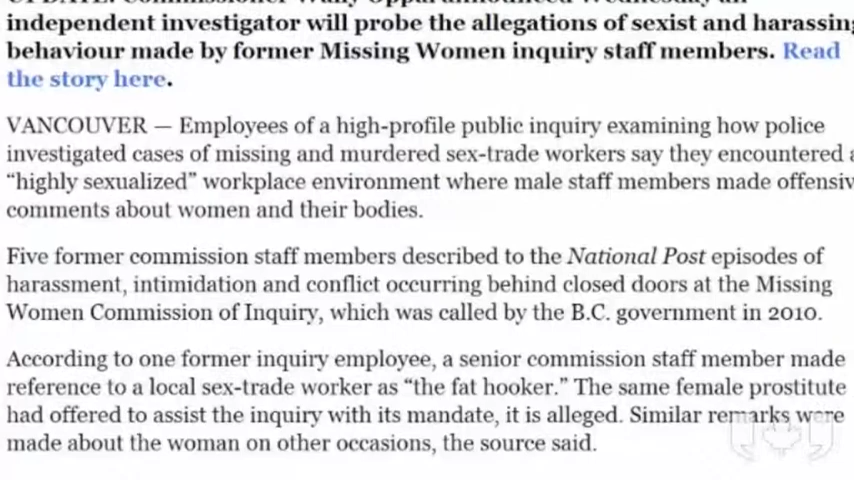 independent investigator will probe the allegations of sexist and harassing
behaviour made by former Missing Women inquiry staff members. Read
the story here.
VANCOUVER — Employees of a high-profile public inquiry examining how police
investigated cases of missing and murdered sex-trade workers say they encountered a
“highly sexualized” workplace environment where male staff members made offensiv
comments about women and their bodies.
Five former commission staff members described to the National Post episodes of
harassment, intimidation and conflict occurring behind closed doors at the Missing
Women Commission of Inquiry, which was called by the B.C. government in 2010.
According to one former inquiry employee, a senior commission staff member made
reference to a local sex-trade worker as “the fat hooker.” The same female prostitute
had offered to assist the inquiry with its mandate, it is alleged. Similar remarks were
made about the woman on other occasions, the source said.